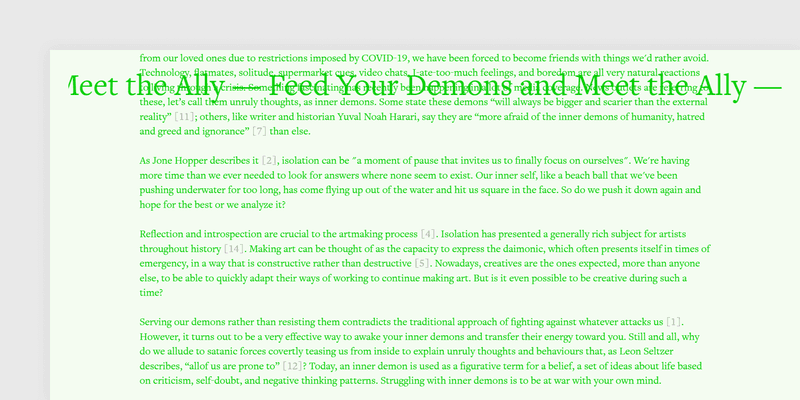 from our loved ones due to restrictions imposed by COVID-19, we have been forced to become friends with things we'd rather avoid.
Technology, flatmates, solitude, supermarket cues, video chats, I-ate-too-much feelings, and boredom are all very natural reactions
Meet the Ally — Feed Your Demons and Meet the Ally —
to living through a crisis. Something fascinating has recently been happening in a lot of media coverage. News outlets are referring to
these, let's call them unruly thoughts, as inner demons. Some state these demons “will always be bigger and scarier than the external
reality” [11]; others, like writer and historian Yuval Noah Harari, say they are “more afraid of the inner demons of humanity, hatred
and greed and ignorance” [7] than else.
As Jone Hopper describes it [2], isolation can be "a moment of pause that invites us to finally focus on ourselves". We're having
more time than we ever needed to look for answers where none seem to exist. Our inner self, like a beach ball that we've been
pushing underwater for too long, has come flying up out of the water and hit us square in the face. So do we push it down again and
hope for the best or we analyze it?
Reflection and introspection are crucial to the artmaking process [4]. Isolation has presented a generally rich subject for artists
throughout history [14]. Making art can be thought of as the capacity to express the daimonic, which often presents itself in times of
emergency, in a way that is constructive rather than destructive [5]. Nowadays, creatives are the ones expected, more than anyone
else, to be able to quickly adapt their ways of working to continue making art. But is it even possible to be creative during such a
time?
Serving our demons rather than resisting them contradicts the traditional approach of fighting against whatever attacks us [1].
However, it turns out to be a very effective way to awake your inner demons and transfer their energy toward you. Still and all, why
do we allude to satanic forces covertly teasing us from inside to explain unruly thoughts and behaviours that, as Leon Seltzer
describes, “allof us are prone to” [12]? Today, an inner demon is used as a figurative term for a belief, a set of ideas about life based
on criticism, self-doubt, and negative thinking patterns. Struggling with inner demons is to be at war with your own mind.